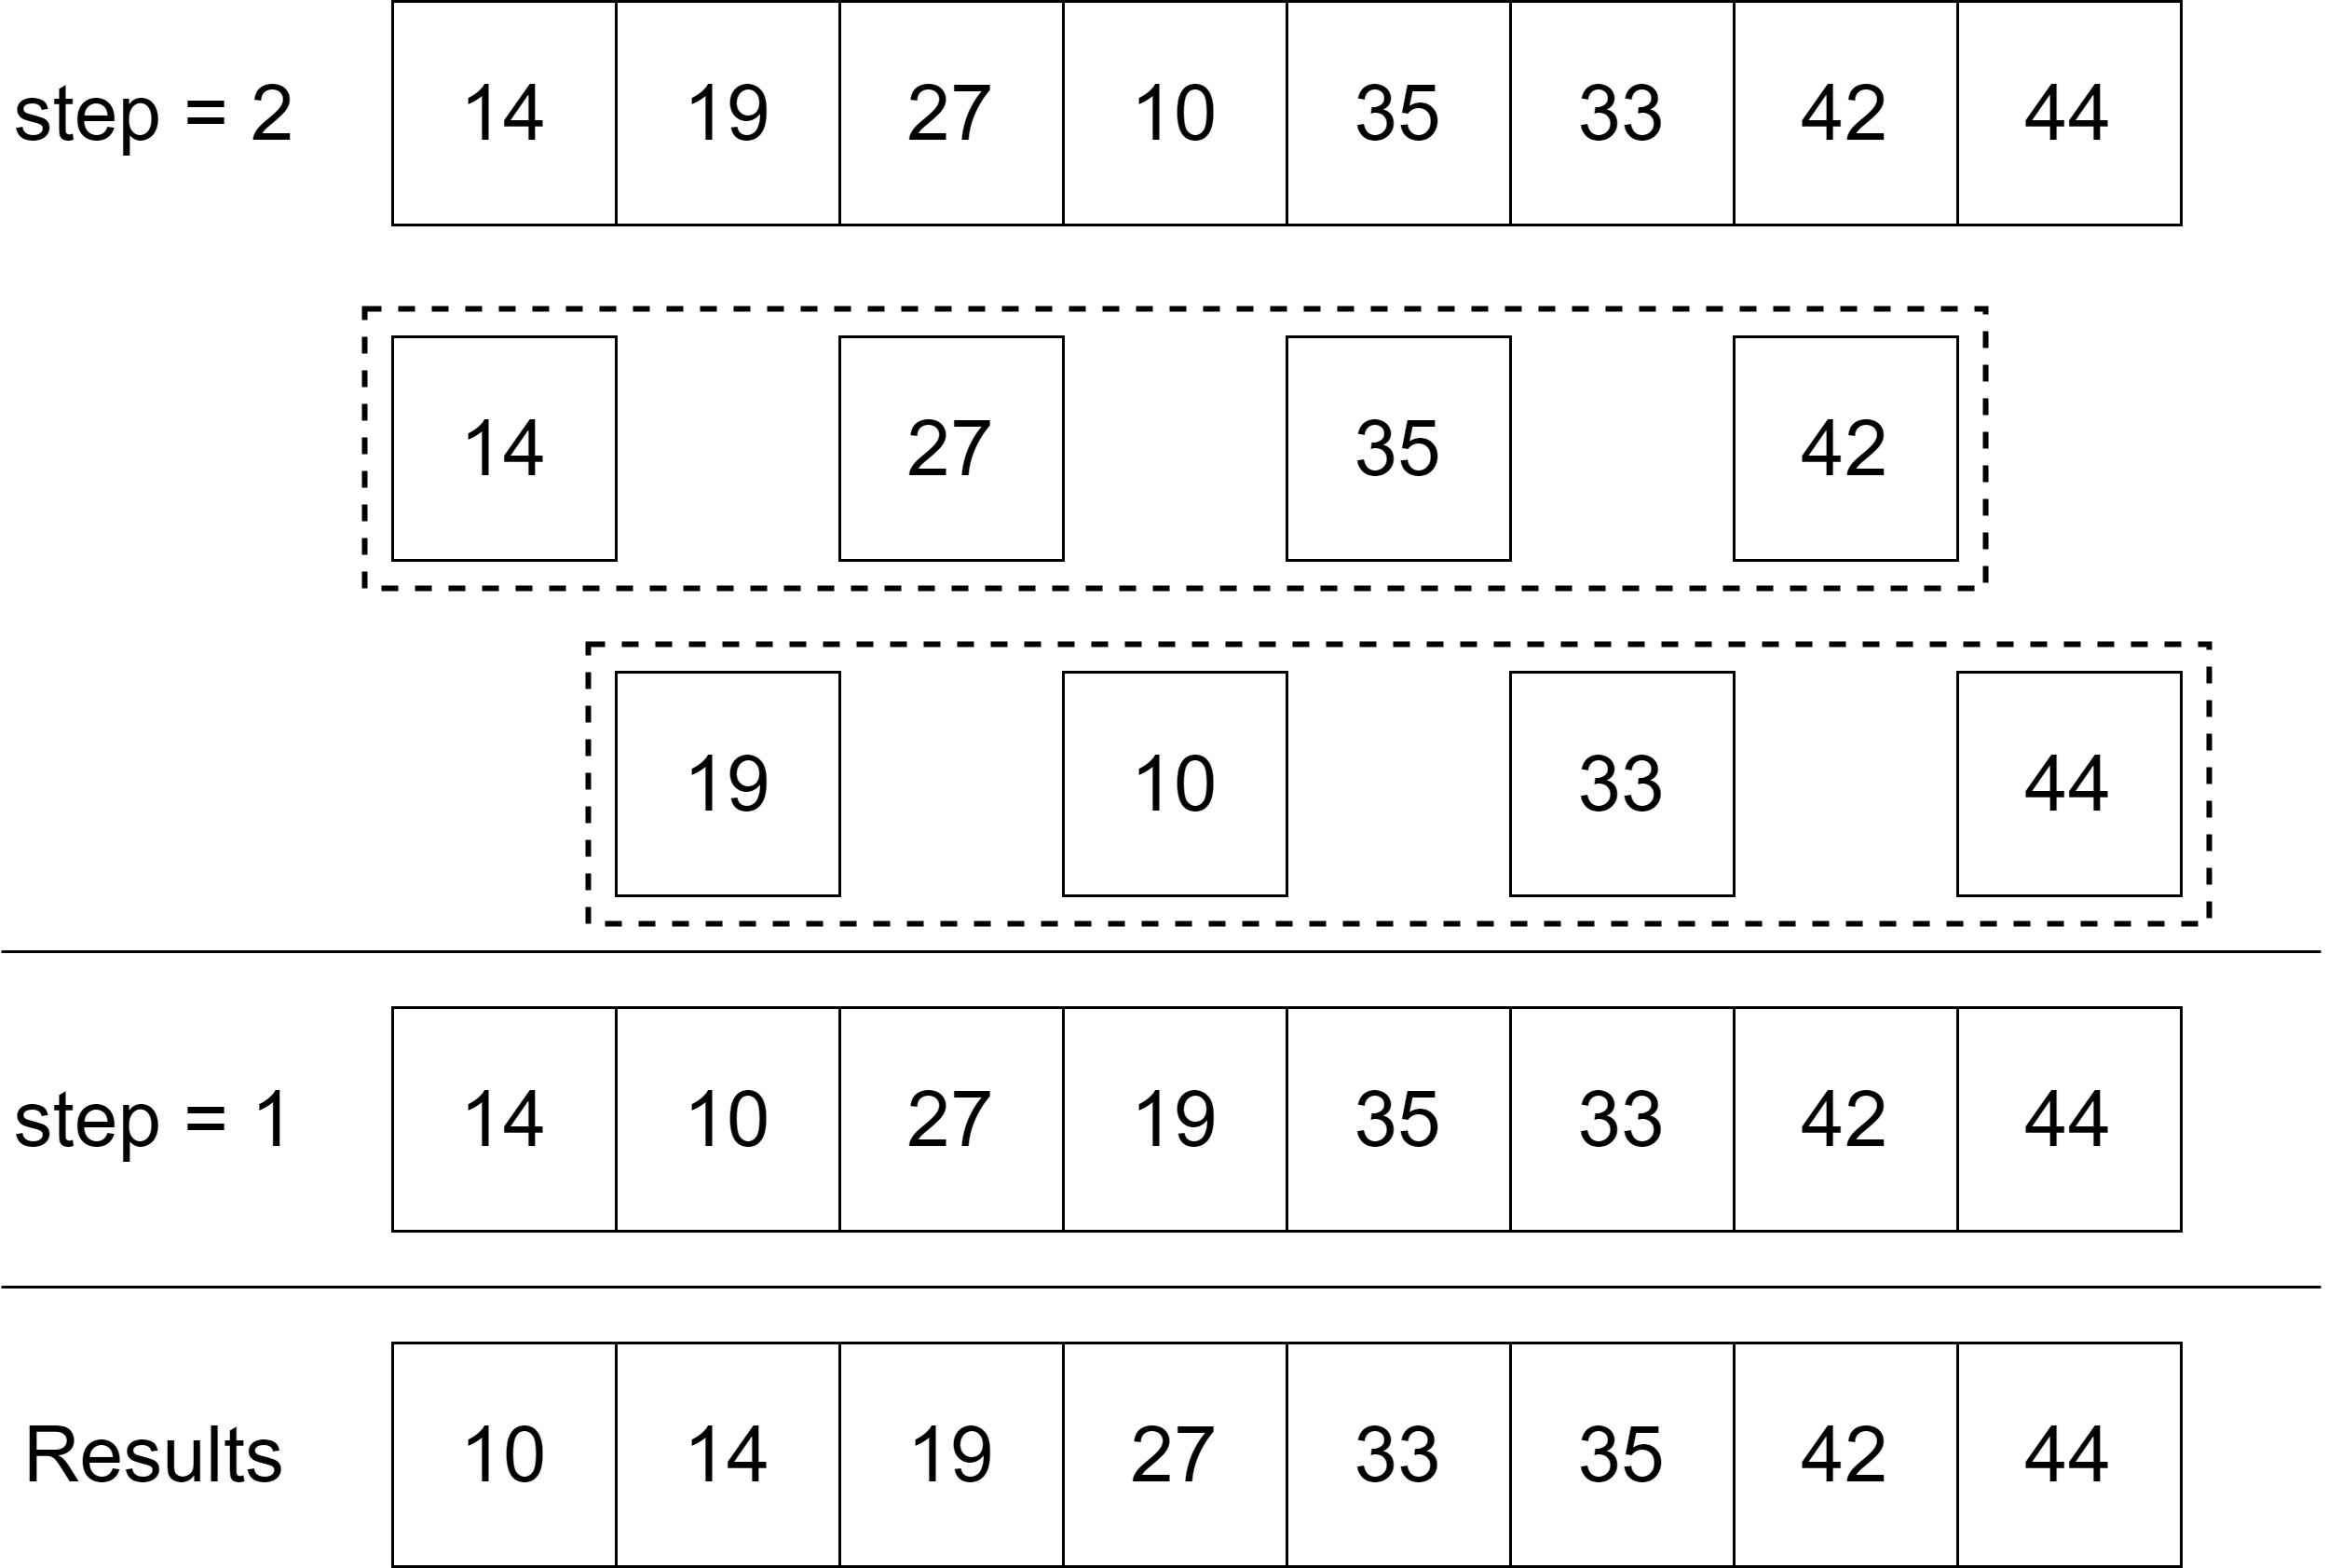 step = 2 14 19 27 10 35 33 42 44
14 27 35 42
19 10 33 44
step = 1 14 10 27 19 35 33 42 44
Results 10 14 19 27 33 35 42 44